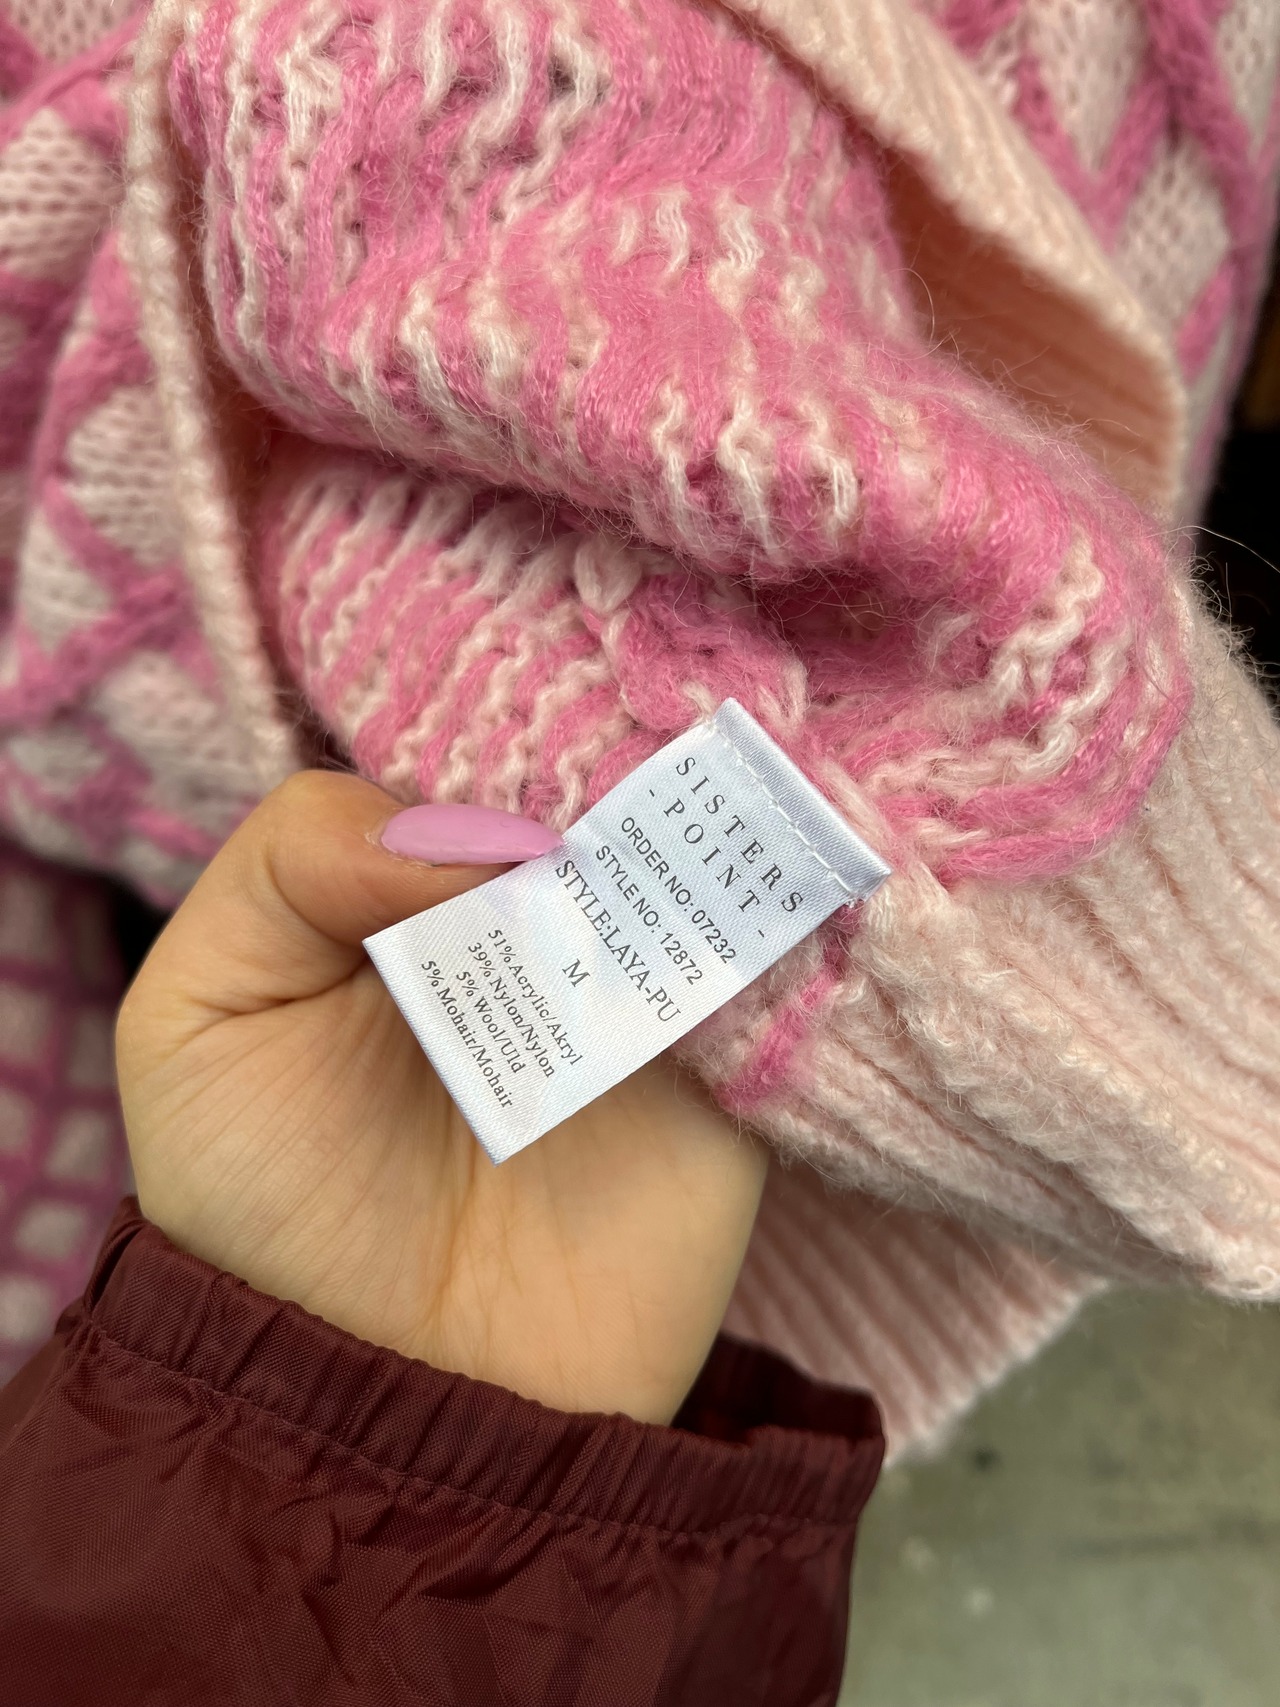 SISTERS
- POINT -
ORDER NO: 07232
STYLE NO: 12872
STYLE:LAYA-PU
M
51% Acrylic/Akryl
39% Nylon/Nylon
5% Wool/Uld
5% Mohair/Mohair